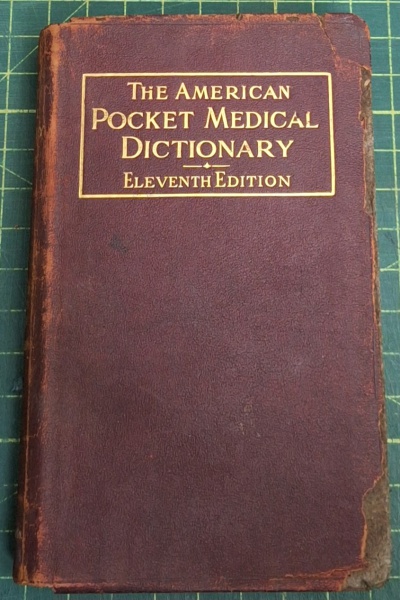 THE AMERICAN
POCKET MEDICAL
DICTIONARY
ELEVENTH EDITION